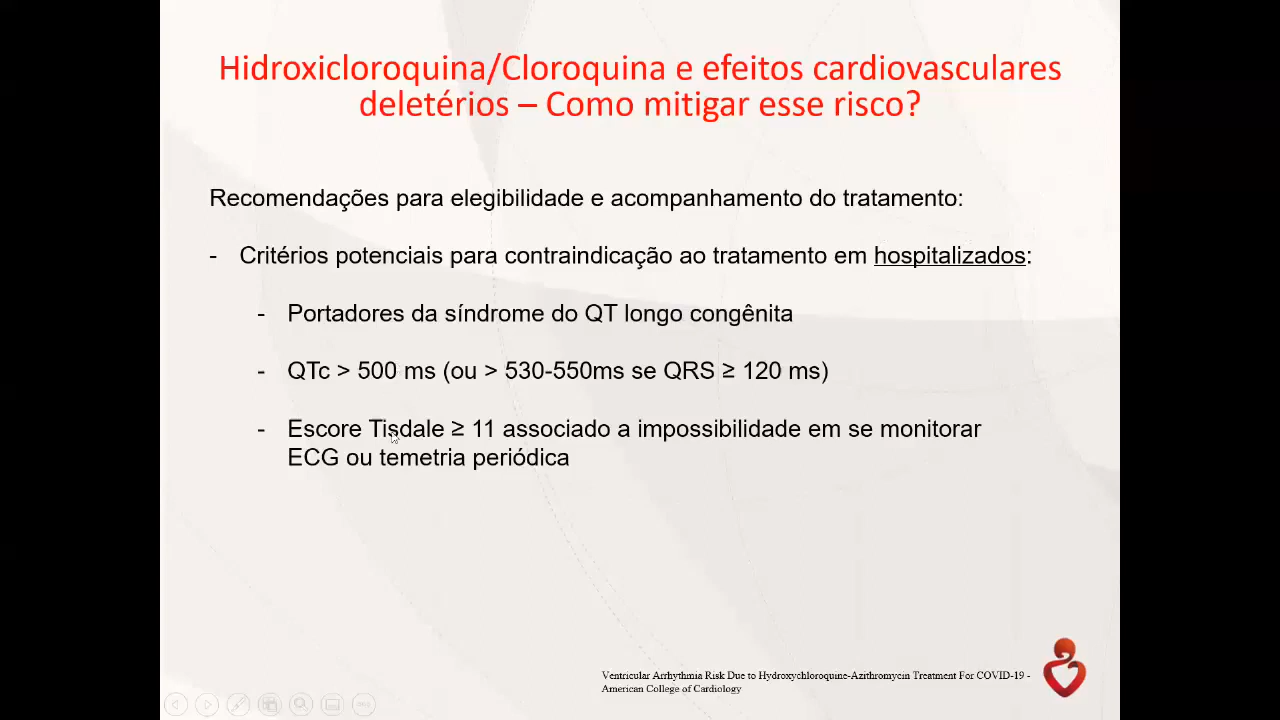 Hidroxicloroquina/Cloroquina e efeitos cardiovasculares
deletérios – Como mitigar esse risco?
Recomendações para elegibilidade e acompanhamento do tratamento:
- Critérios potenciais para contraindicação ao tratamento em hospitalizados:
- Portadores da síndrome do QT longo congênita
- QTc > 500 ms (ou > 530-550ms se QRS ≥ 120 ms)
- Escore Tisdale ≥ 11 associado a impossibilidade em se monitorar
ECG ou temetria periódica
Ventricular Arrhythmia Risk Due to Hydroxychloroquine-Azithromycin Treatment For COVID-19 -
American College of Cardiology